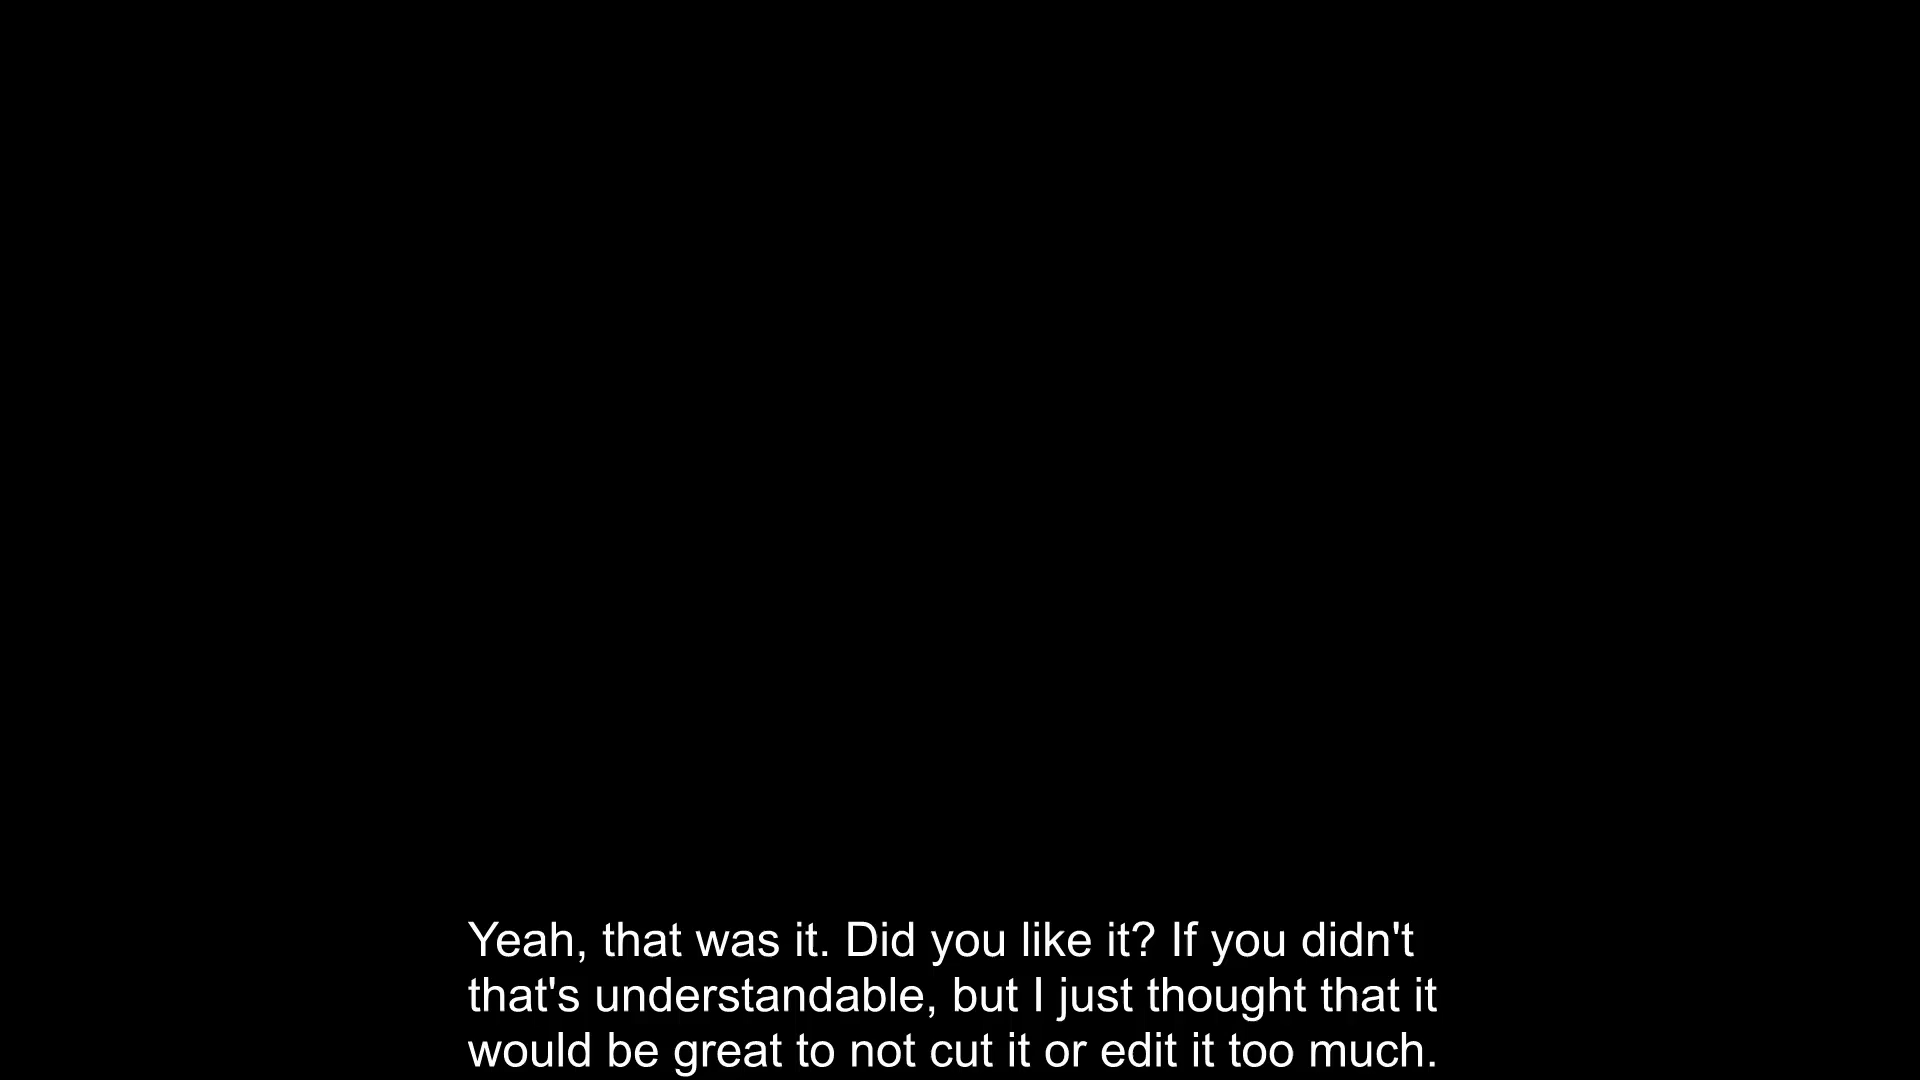 Yeah, that was it. Did you like it? If you didn't
that's understandable, but I just thought that it
would be great to not cut it or edit it too much.